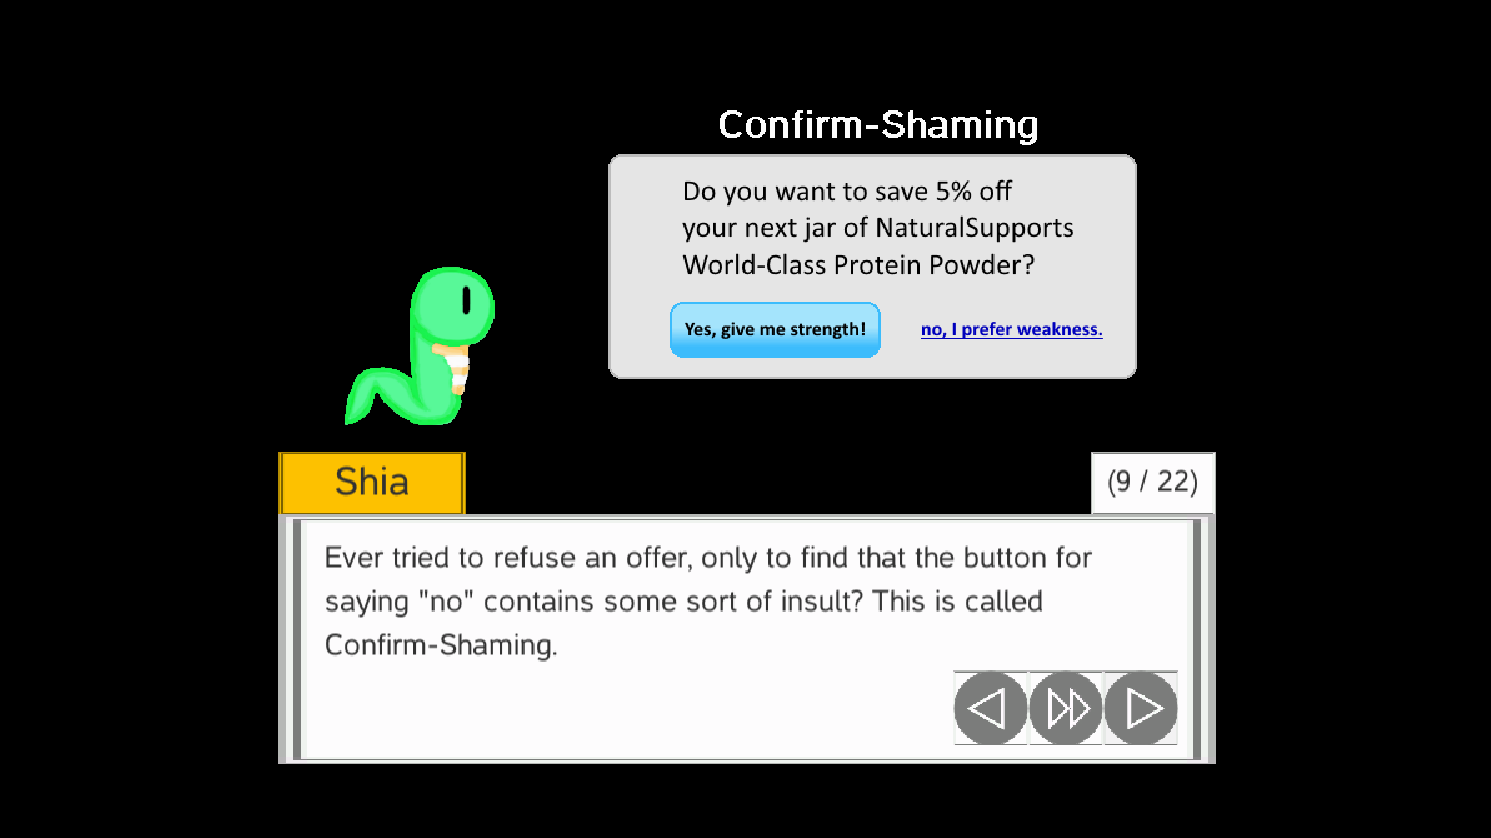 Confirm-Shaming
Do you want to save 5% off
your next jar of NaturalSupports
World-Class Protein Powder?
Yes, give me strength!
no, I prefer weakness.
Shia
(9 / 22)
Ever tried to refuse an offer, only to find that the button for
saying "no" contains some sort of insult? This is called
Confirm-Shaming.